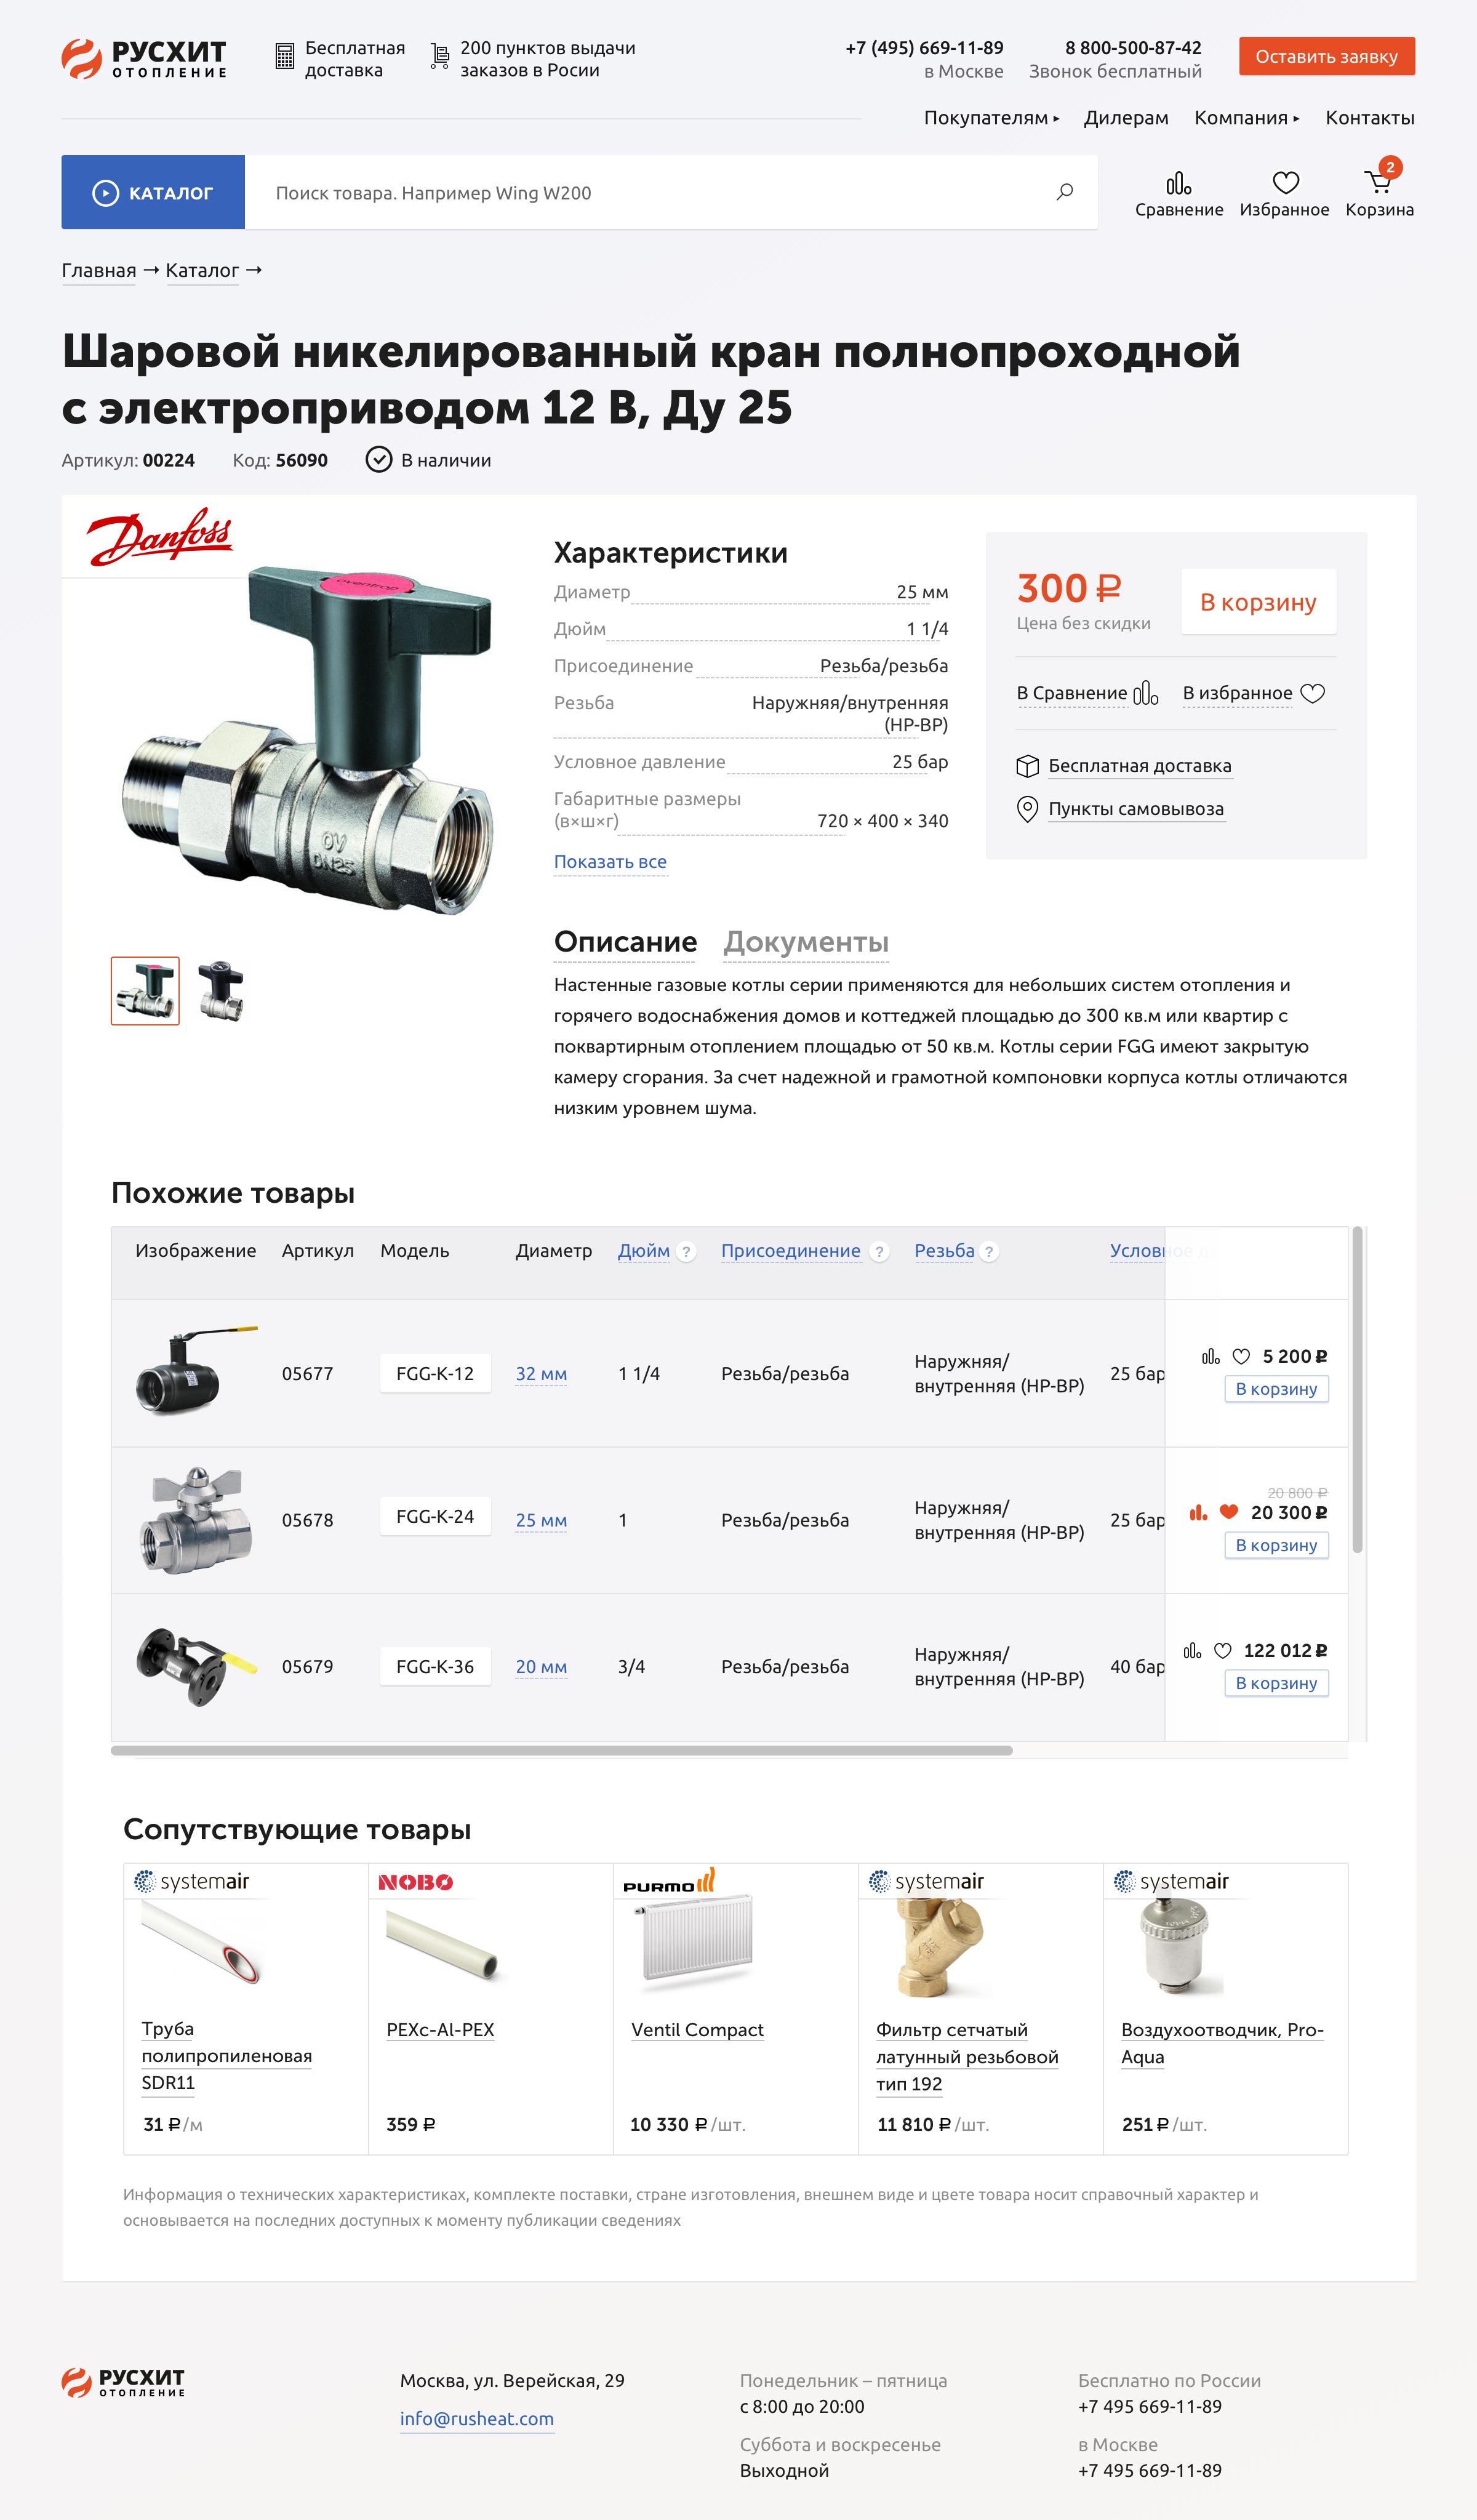 РУСХИТ
ОТОПЛЕНИЕ
Бесплатная
доставка
200 пунктов выдачи
заказов в Росии
+7 (495) 669-11-89
в Москве
8 800-500-87-42
Звонок бесплатный
Оставить заявку
Покупателям
Дилерам
Компания
Контакты
КАТАЛОГ
Поиск товара. Например Wing W200
Сравнение
Избранное
2
Корзина
Главная → Каталог →
Шаровой никелированный кран полнопроходной
с электроприводом 12 В, Ду 25
Артикул: 00224
Код: 56090
В наличии
Danfoss
oventrop
OV
DN25
Характеристики
Диаметр 25 мм
Дюйм 1 1/4
Присоединение Резьба/резьба
Резьба Наружняя/внутренняя
(НР-ВР)
Условное давление 25 бар
Габаритные размеры
(в×ш×г) 720 × 400 × 340
Показать все
300 ₽
Цена без скидки
В корзину
В Сравнение
В избранное
Бесплатная доставка
Пункты самовывоза
Описание
Документы
Настенные газовые котлы серии применяются для небольших систем отопления и
горячего водоснабжения домов и коттеджей площадью до 300 кв.м или квартир с
поквартирным отоплением площадью от 50 кв.м. Котлы серии FGG имеют закрытую
камеру сгорания. За счет надежной и грамотной компоновки корпуса котлы отличаются
низким уровнем шума.
Похожие товары
Изображение Артикул Модель Диаметр Дюйм ? Присоединение ? Резьба ? Условное д
05677 FGG-K-12 32 мм 1 1/4 Резьба/резьба Наружняя/
внутренняя (НР-ВР) 25 бар 5 200 ₽
В корзину
20 800 ₽
05678 FGG-K-24 25 мм 1 Резьба/резьба Наружняя/
внутренняя (НР-ВР) 25 бар 20 300 ₽
В корзину
05679 FGG-K-36 20 мм 3/4 Резьба/резьба Наружняя/
внутренняя (НР-ВР) 40 бар 122 012 ₽
В корзину
Сопутствующие товары
systemair
Труба
полипропиленовая
SDR11
31 ₽/м
NOBO
PEXc-Al-PEX
359 ₽
PURMO
Ventil Compact
10 330 ₽/шт.
systemair
Фильтр сетчатый
латунный резьбовой
тип 192
11 810 ₽/шт.
systemair
Воздухоотводчик, Pro-
Aqua
251 ₽/шт.
Информация о технических характеристиках, комплекте поставки, стране изготовления, внешнем виде и цвете товара носит справочный характер и
основывается на последних доступных к моменту публикации сведениях
РУСХИТ
ОТОПЛЕНИЕ
Москва, ул. Верейская, 29
info@rusheat.com
Понедельник – пятница
с 8:00 до 20:00
Суббота и воскресенье
Выходной
Бесплатно по России
+7 495 669-11-89
в Москве
+7 495 669-11-89